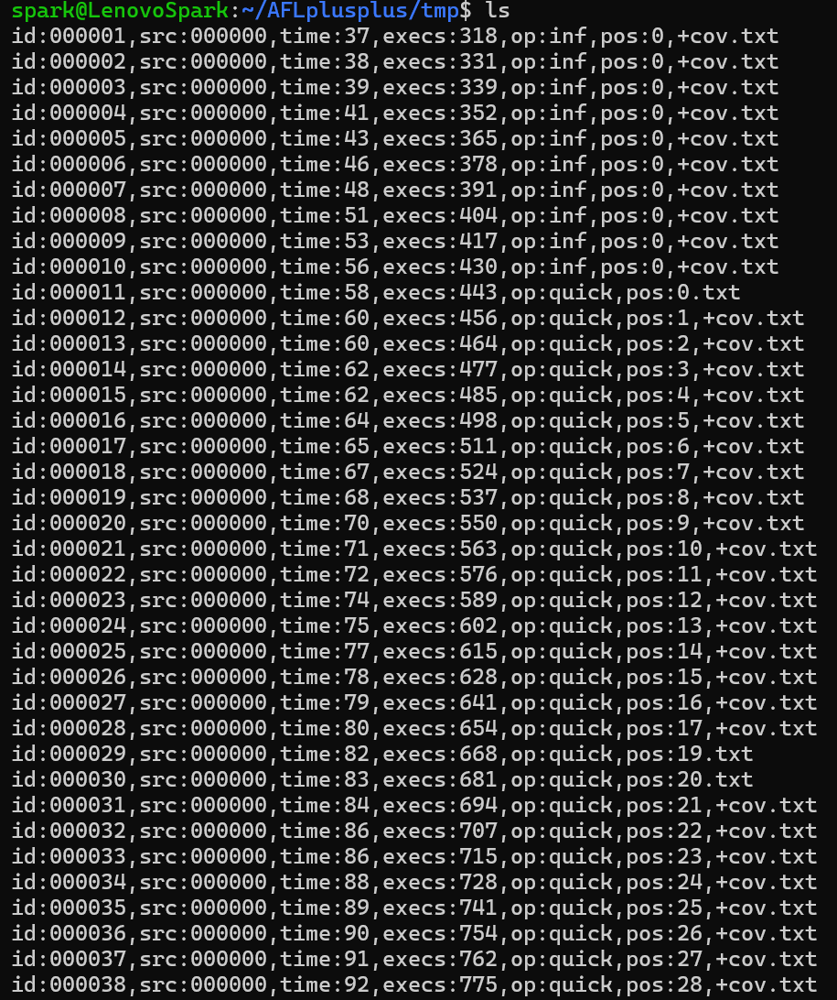 spark@LenovoSpark:~/AFLplusplus/tmp$ ls
id:000001,src:000000,time:37,execs:318,op:inf,pos:0,+cov.txt
id:000002,src:000000,time:38,execs:331,op:inf,pos:0,+cov.txt
id:000003,src:000000,time:39,execs:339,op:inf,pos:0,+cov.txt
id:000004,src:000000,time:41,execs:352,op:inf,pos:0,+cov.txt
id:000005,src:000000,time:43,execs:365,op:inf,pos:0,+cov.txt
id:000006,src:000000,time:46,execs:378,op:inf,pos:0,+cov.txt
id:000007,src:000000,time:48,execs:391,op:inf,pos:0,+cov.txt
id:000008,src:000000,time:51,execs:404,op:inf,pos:0,+cov.txt
id:000009,src:000000,time:53,execs:417,op:inf,pos:0,+cov.txt
id:000010,src:000000,time:56,execs:430,op:inf,pos:0,+cov.txt
id:000011,src:000000,time:58,execs:443,op:quick,pos:0.txt
id:000012,src:000000,time:60,execs:456,op:quick,pos:1,+cov.txt
id:000013,src:000000,time:60,execs:464,op:quick,pos:2,+cov.txt
id:000014,src:000000,time:62,execs:477,op:quick,pos:3,+cov.txt
id:000015,src:000000,time:62,execs:485,op:quick,pos:4,+cov.txt
id:000016,src:000000,time:64,execs:498,op:quick,pos:5,+cov.txt
id:000017,src:000000,time:65,execs:511,op:quick,pos:6,+cov.txt
id:000018,src:000000,time:67,execs:524,op:quick,pos:7,+cov.txt
id:000019,src:000000,time:68,execs:537,op:quick,pos:8,+cov.txt
id:000020,src:000000,time:70,execs:550,op:quick,pos:9,+cov.txt
id:000021,src:000000,time:71,execs:563,op:quick,pos:10,+cov.txt
id:000022,src:000000,time:72,execs:576,op:quick,pos:11,+cov.txt
id:000023,src:000000,time:74,execs:589,op:quick,pos:12,+cov.txt
id:000024,src:000000,time:75,execs:602,op:quick,pos:13,+cov.txt
id:000025,src:000000,time:77,execs:615,op:quick,pos:14,+cov.txt
id:000026,src:000000,time:78,execs:628,op:quick,pos:15,+cov.txt
id:000027,src:000000,time:79,execs:641,op:quick,pos:16,+cov.txt
id:000028,src:000000,time:80,execs:654,op:quick,pos:17,+cov.txt
id:000029,src:000000,time:82,execs:668,op:quick,pos:19.txt
id:000030,src:000000,time:83,execs:681,op:quick,pos:20.txt
id:000031,src:000000,time:84,execs:694,op:quick,pos:21,+cov.txt
id:000032,src:000000,time:86,execs:707,op:quick,pos:22,+cov.txt
id:000033,src:000000,time:86,execs:715,op:quick,pos:23,+cov.txt
id:000034,src:000000,time:88,execs:728,op:quick,pos:24,+cov.txt
id:000035,src:000000,time:89,execs:741,op:quick,pos:25,+cov.txt
id:000036,src:000000,time:90,execs:754,op:quick,pos:26,+cov.txt
id:000037,src:000000,time:91,execs:762,op:quick,pos:27,+cov.txt
id:000038,src:000000,time:92,execs:775,op:quick,pos:28,+cov.txt